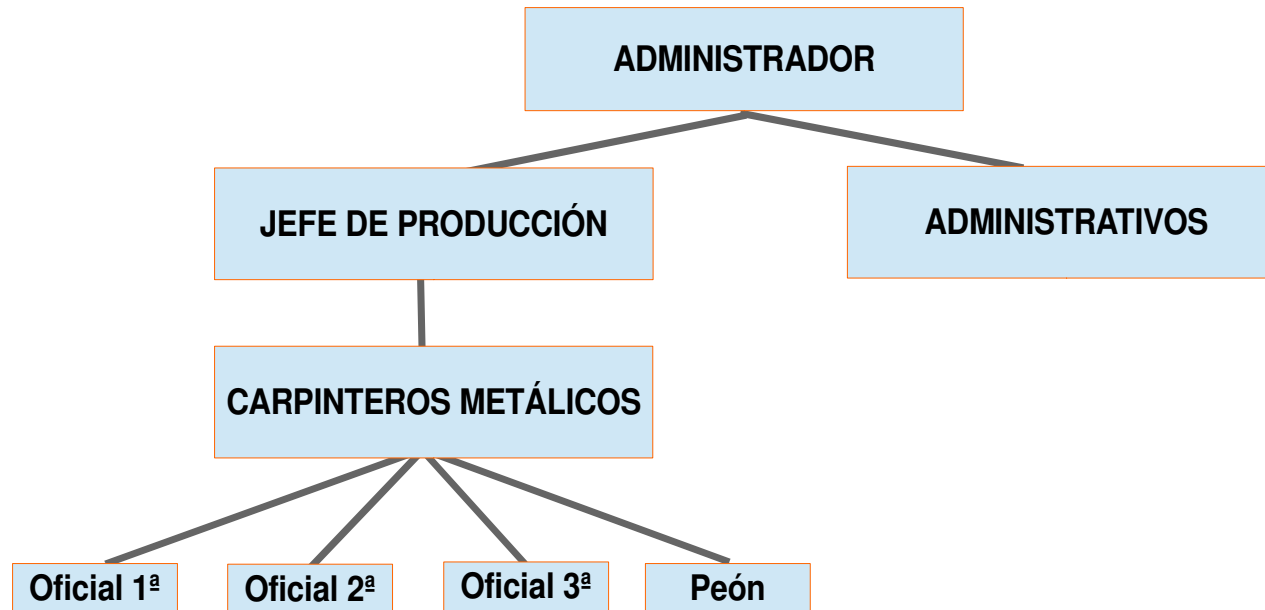 ADMINISTRADOR
JEFE DE PRODUCCIÓN
ADMINISTRATIVOS
CARPINTEROS METÁLICOS
Oficial 1ª
Oficial 2ª
Oficial 3ª
Peón